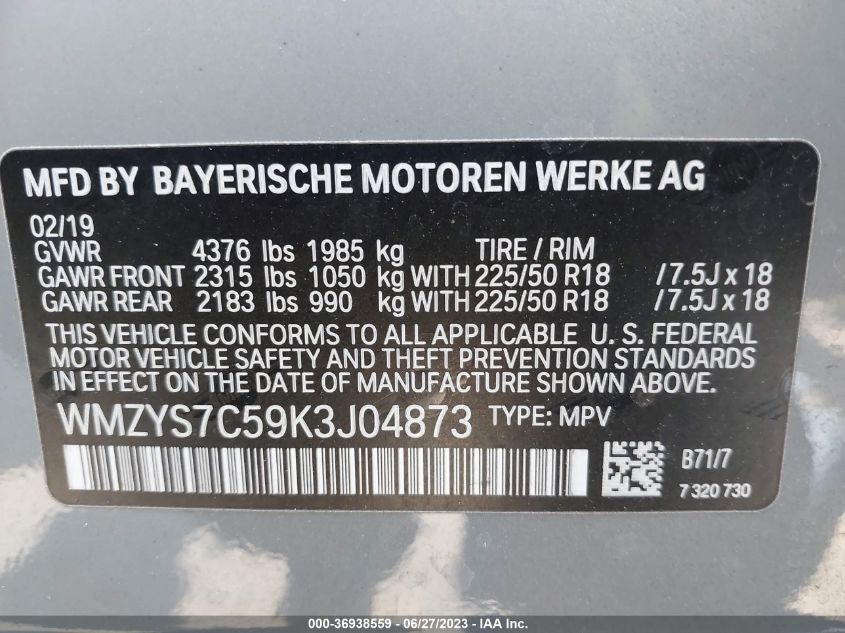 MFD BY BAYERISCHE MOTOREN WERKE AG
02/19
GVWR 4376 lbs 1985 kg TIRE / RIM
GAWR FRONT 2315 lbs 1050 kg WITH 225/50 R18 / 7.5J x 18
GAWR REAR 2183 lbs 990 kg WITH 225/50 R18 / 7.5J x 18
THIS VEHICLE CONFORMS TO ALL APPLICABLE U. S. FEDERAL
MOTOR VEHICLE SAFETY AND THEFT PREVENTION STANDARDS
IN EFFECT ON THE DATE OF MANUFACTURE SHOWN ABOVE.
WMZYS7C59K3J04873 TYPE: MPV
B71/7
7 320 730
000-36938559 - 06/27/2023 - IAA Inc.